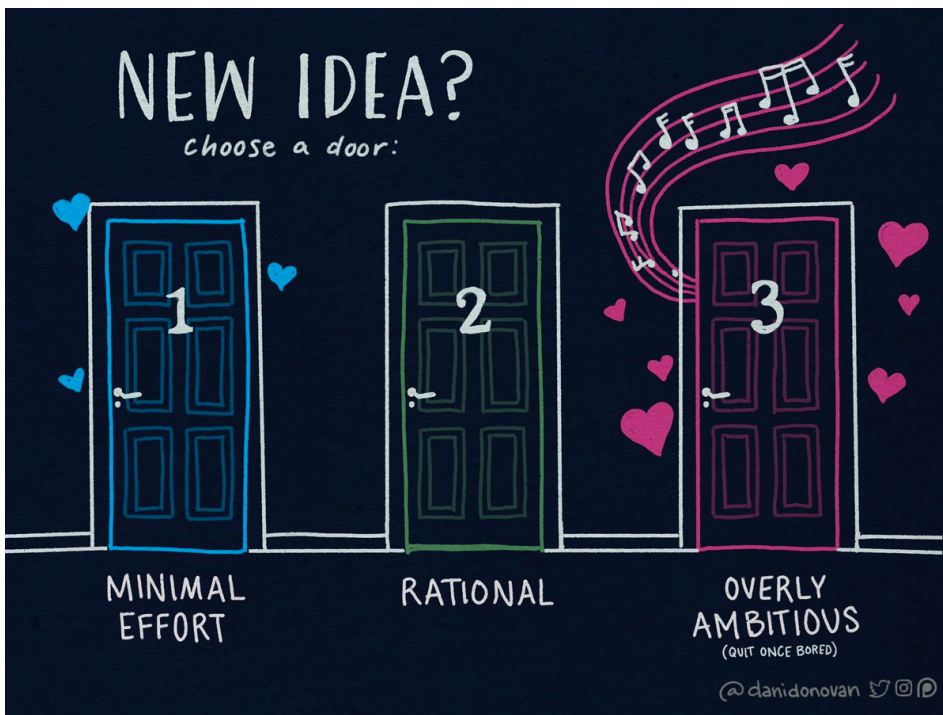 NEW IDEA?
choose a door:
1
2
3
MINIMAL
EFFORT
RATIONAL
OVERLY
AMBITIOUS
(QUIT ONCE BORED)
@danidonovan